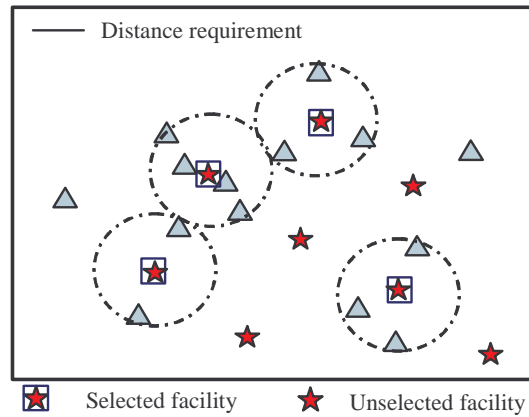 Distance requirement
Selected facility
Unselected facility